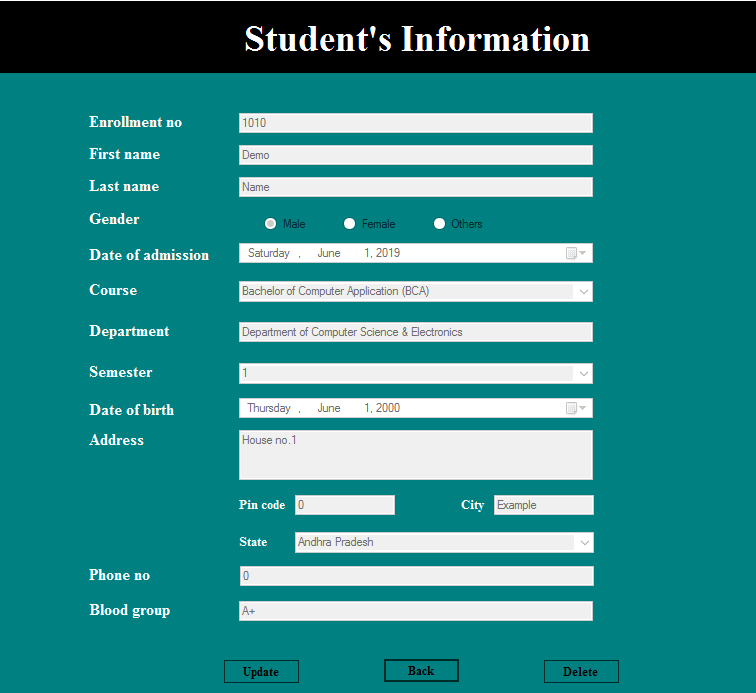 Student's Information
Enrollment no 1010
First name Demo
Last name Name
Gender Male Female Others
Date of admission Saturday , June 1, 2019
Course Bachelor of Computer Application (BCA)
Department Department of Computer Science & Electronics
Semester 1
Date of birth Thursday , June 1, 2000
Address House no.1
Pin code 0 City Example
State Andhra Pradesh
Phone no 0
Blood group A+
Update Back Delete